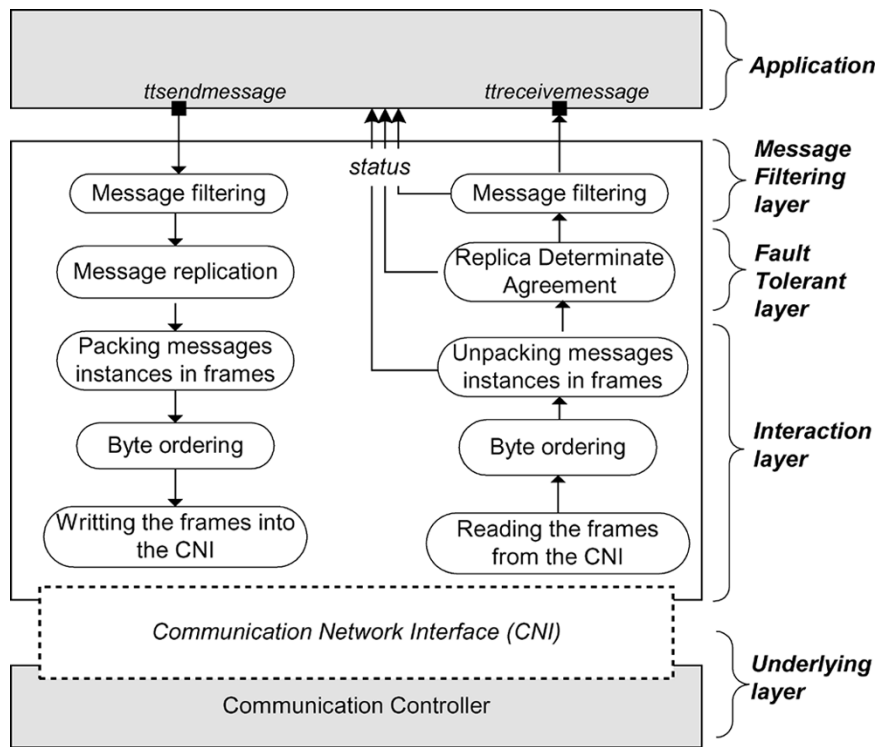 ttsendmessage
ttreceivemessage
Application
status
Message
Filtering
layer
Message filtering
Message filtering
Message replication
Replica Determinate
Agreement
Fault
Tolerant
layer
Packing messages
instances in frames
Unpacking messages
instances in frames
Byte ordering
Byte ordering
Interaction
layer
Writting the frames into
the CNI
Reading the frames
from the CNI
Communication Network Interface (CNI)
Communication Controller
Underlying
layer